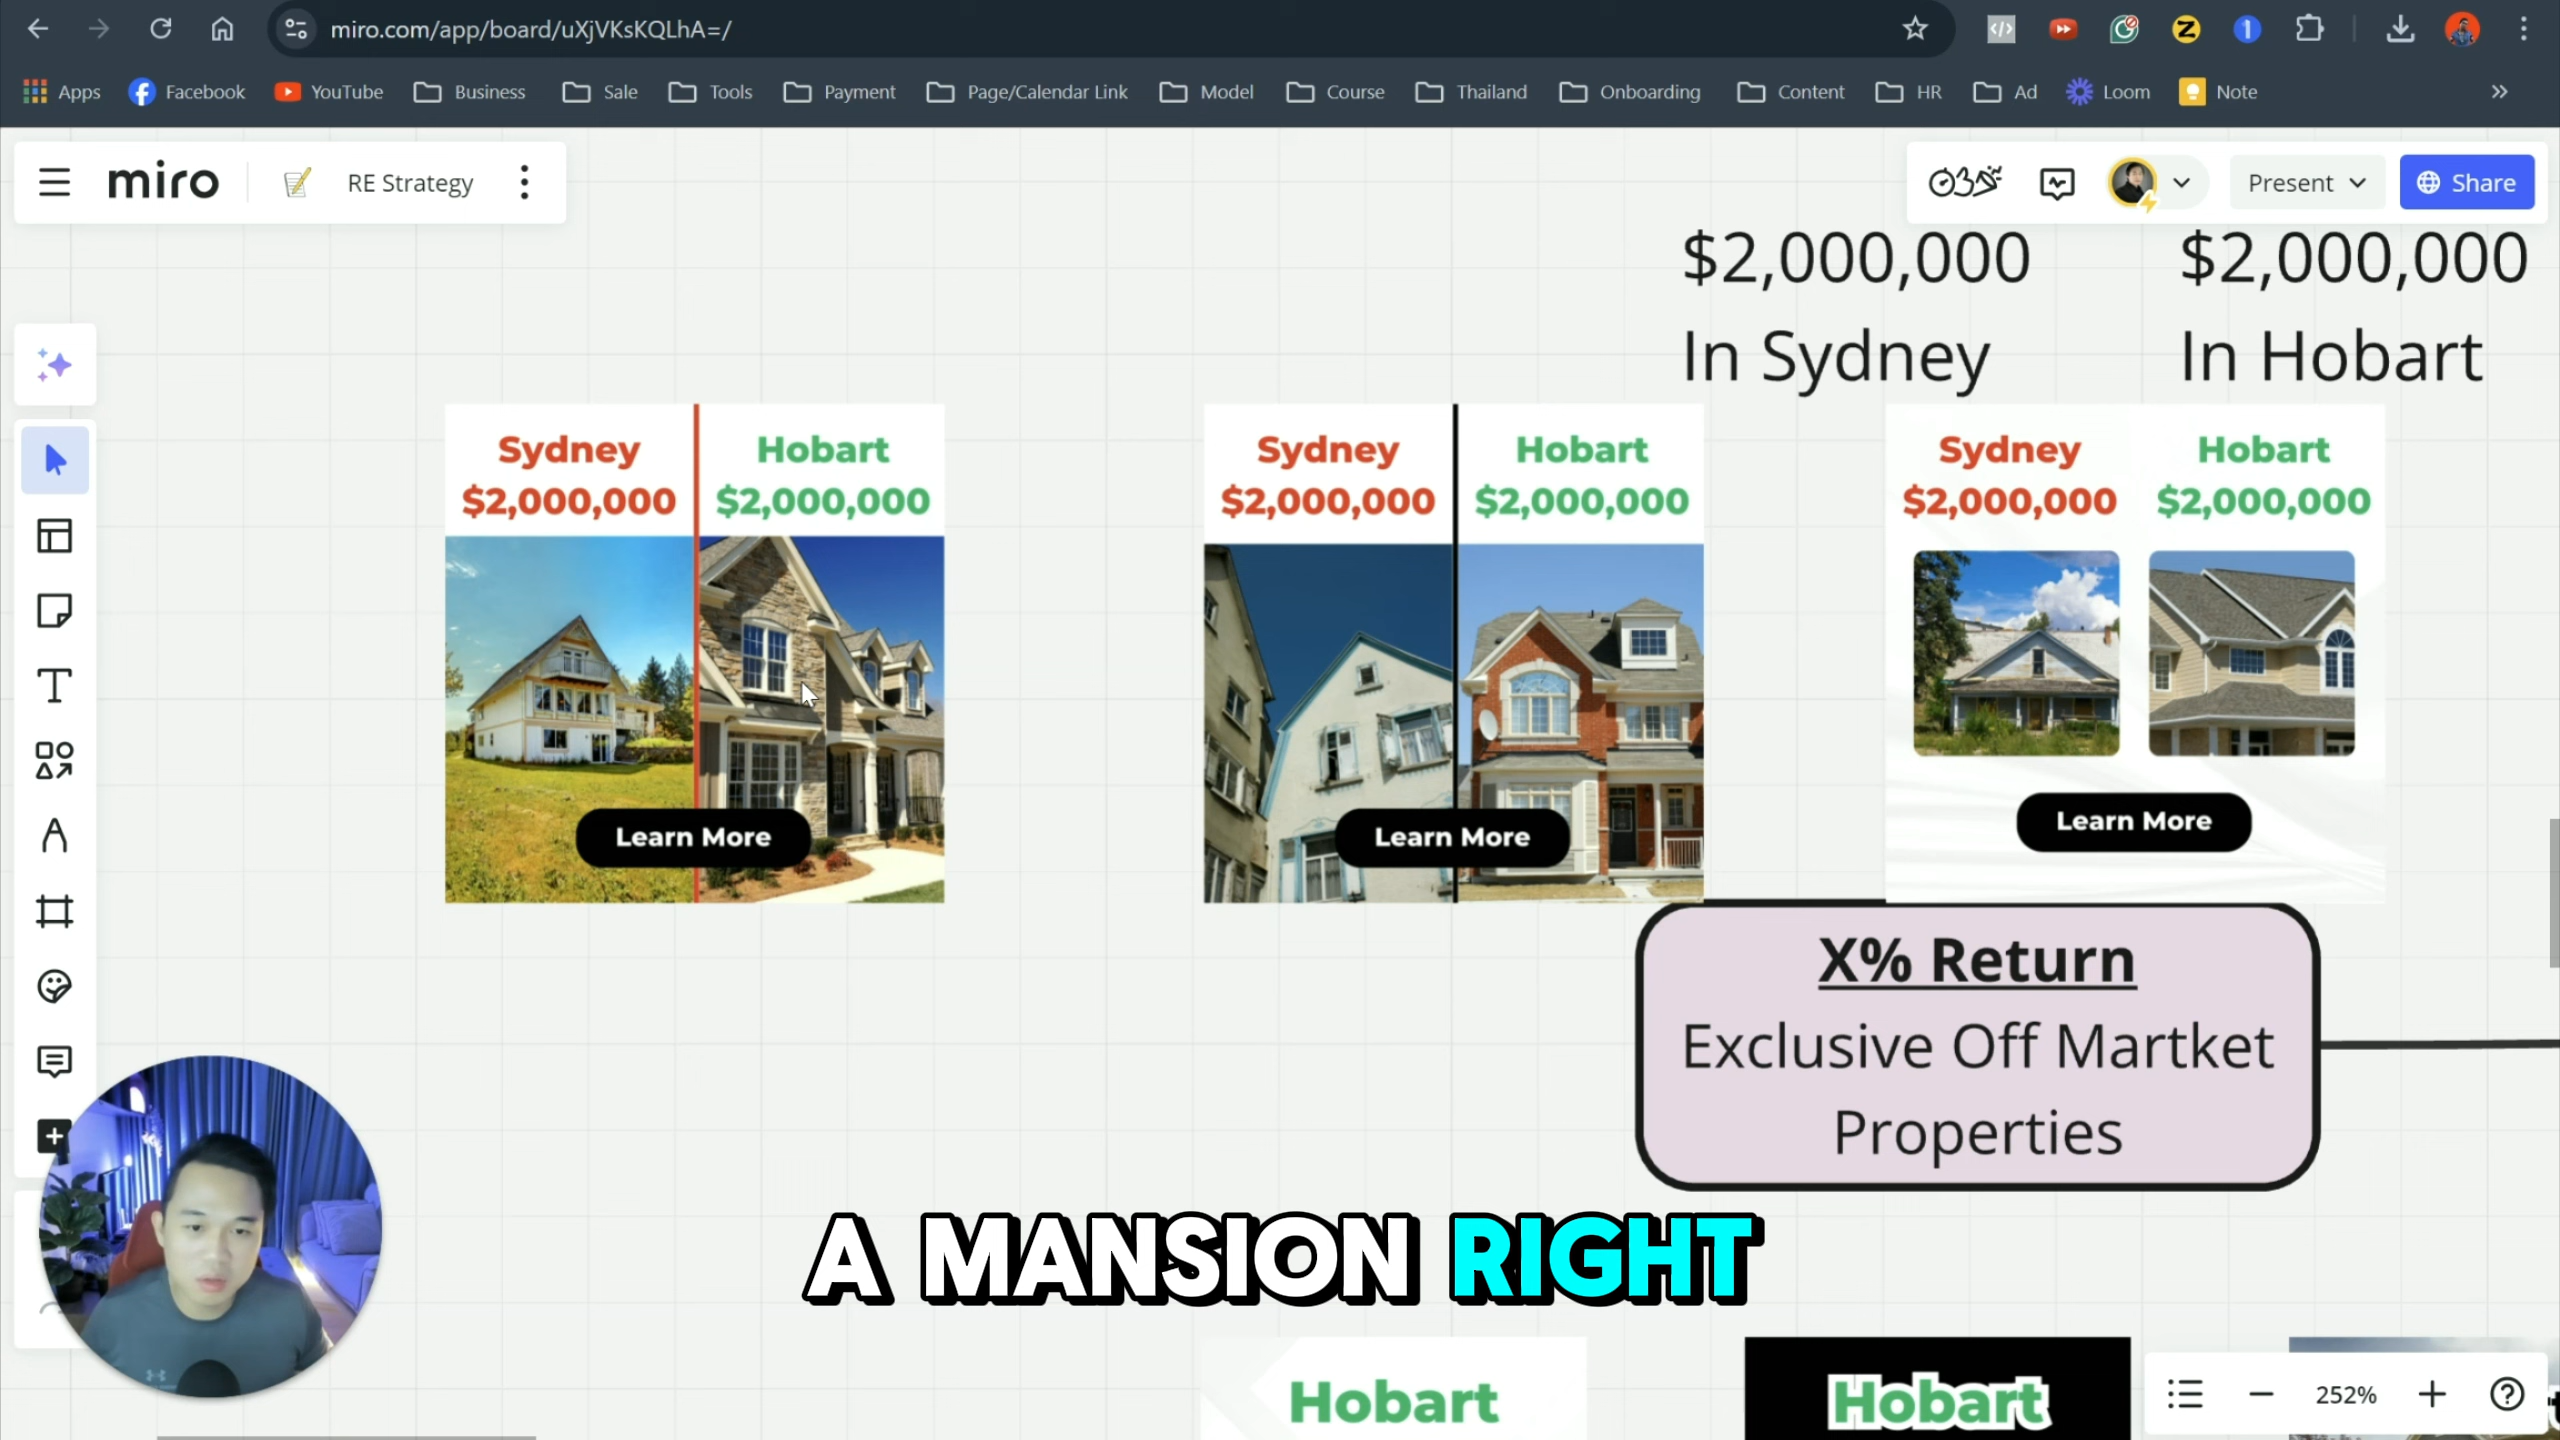 miro.com/app/board/uXjVKsKQLhA=/
Apps Facebook YouTube Business Sale Tools Payment Page/Calendar Link Model Course Thailand Onboarding Content HR Ad Loom Note
miro RE Strategy
Present Share
$2,000,000 $2,000,000
In Sydney In Hobart
Sydney Hobart
$2,000,000 $2,000,000
Learn More
Sydney Hobart
$2,000,000 $2,000,000
Learn More
Sydney Hobart
$2,000,000 $2,000,000
Learn More
X% Return
Exclusive Off Martket
Properties
A MANSION RIGHT
Hobart
Hobart
252%